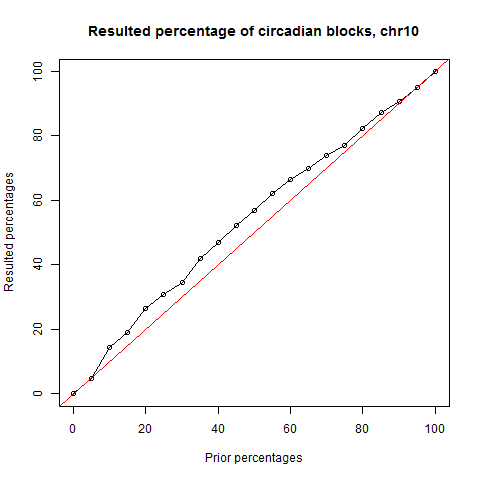 Resulted percentage of circadian blocks, chr10
Resulted percentages
100
80
60
40
20
0
0 20 40 60 80 100
Prior percentages